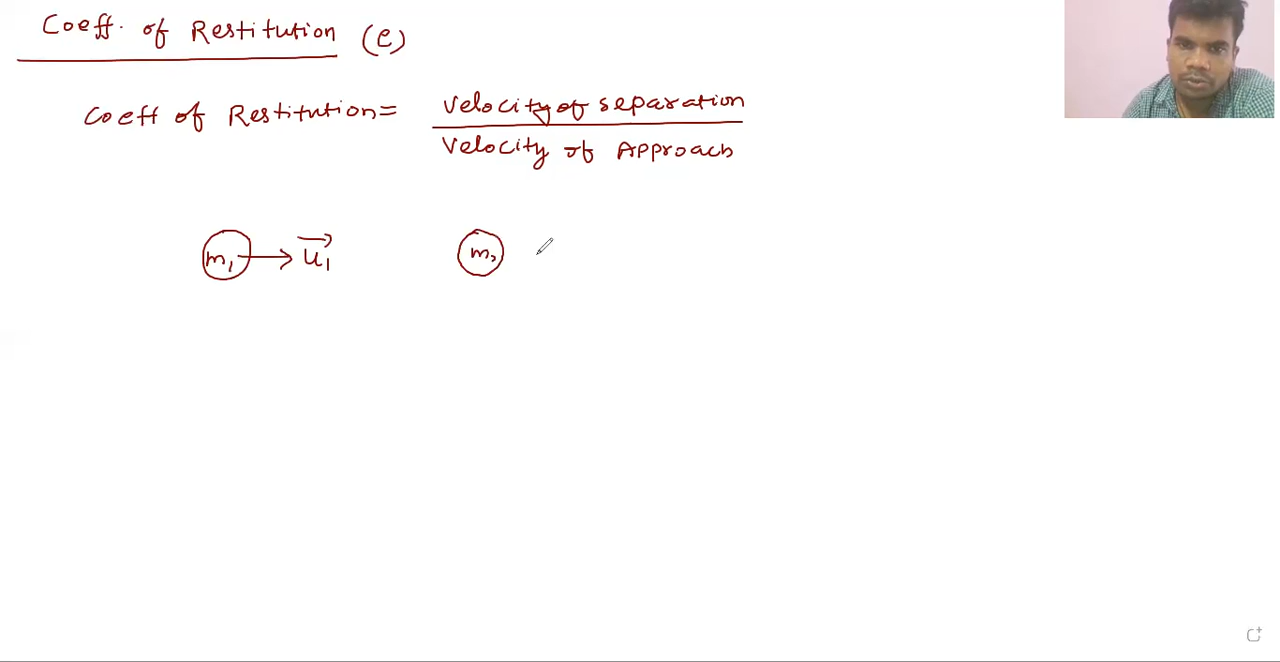 Coeff. of Restitution (e)
Coeff of Restitution = Velocity of separation
Velocity of Approach
m₁ → u₁ m₂